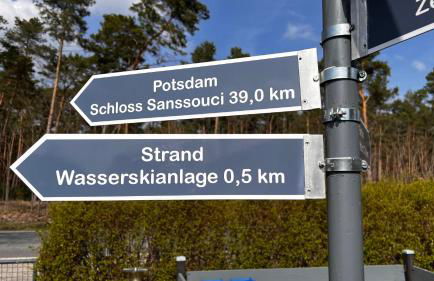 Potsdam
Schloss Sanssouci 39,0 km
Strand
Wasserskianlage 0,5 km